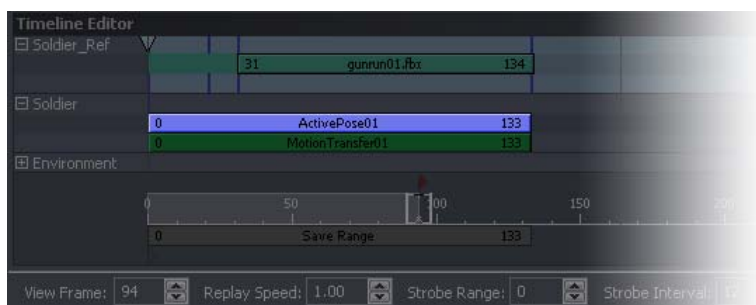 Timeline Editor
Soldier_Ref
31 gunrun01.fbx 134
Soldier
0 ActivePose01 133
0 MotionTransfer01 133
Environment
0 50 100 150 200
0 Save Range 133
View Frame: 94 Replay Speed: 1.00 Strobe Range: 0 Strobe Interval: